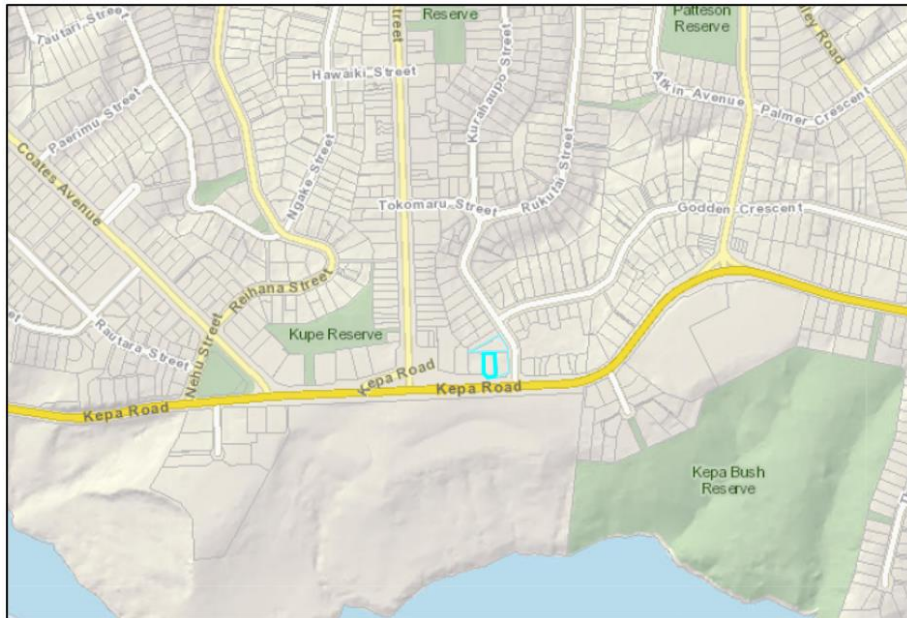 Reserve
Patteson
Reserve
Tautari-Street
Street
Hawaiki-Street
Kurahaupo-Street
Atkin-Avenue
Palmer-Crescent
Paerimu-Street
Coates-Avenue
Ngake-Street
Tokomaru-Street
Rukutai-Street
Godden-Crescent
Reihana Street
Kupe Reserve
Rautara-Street
Nehu Street
Kepa Road
Kepa Road
Kepa Road
Kepa Bush
Reserve